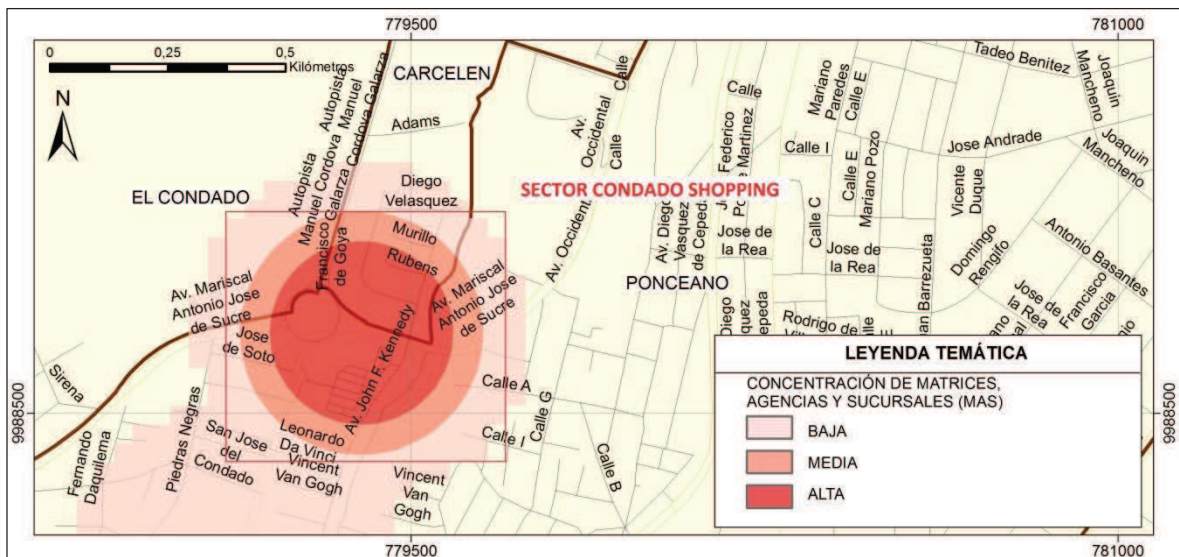 779500
781000
0
0,25
0,5
Kilómetros
N
CARCELEN
EL CONDADO
SECTOR CONDADO SHOPPING
PONCEANO
Autopista
Manuel Cordova Galarza
Autopista
Manuel
Cordova Galarza
Adams
Diego
Velasquez
Francisco
de Goya
Murillo
Rubens
Av. Mariscal
Antonio Jose
de Sucre
Av. Mariscal
Antonio Jose
de Sucre
Jose
de Soto
Av. John F. Kennedy
Sirena
Fernando
Daquilema
Piedras Negras
San Jose
del
Condado
Leonardo
Da Vinci
Vincent
Van Gogh
Vincent
Van
Gogh
Calle A
Calle G
Calle I
Calle B
Av.
Occidental
Calle
Calle
Av. Occidental
Av. Diego
Vasquez
de Cepeda
Calle
Federico
Martinez
Jose de
la Rea
Diego
Calle I
Calle C
Mariano
Paredes
Calle E
Calle E
Mariano Pozo
Jose de
la Rea
Rodrigo de
Barrezueta
Tadeo Benitez
Joaquin
Mancheno
Jose Andrade
Joaquin
Mancheno
Vicente
Duque
Domingo
Rengifo
Antonio Basantes
Jose de
la Rea
Francisco
Garcia
LEYENDA TEMÁTICA
CONCENTRACIÓN DE MATRICES,
AGENCIAS Y SUCURSALES (MAS)
BAJA
MEDIA
ALTA
9988500
9988500
779500
781000